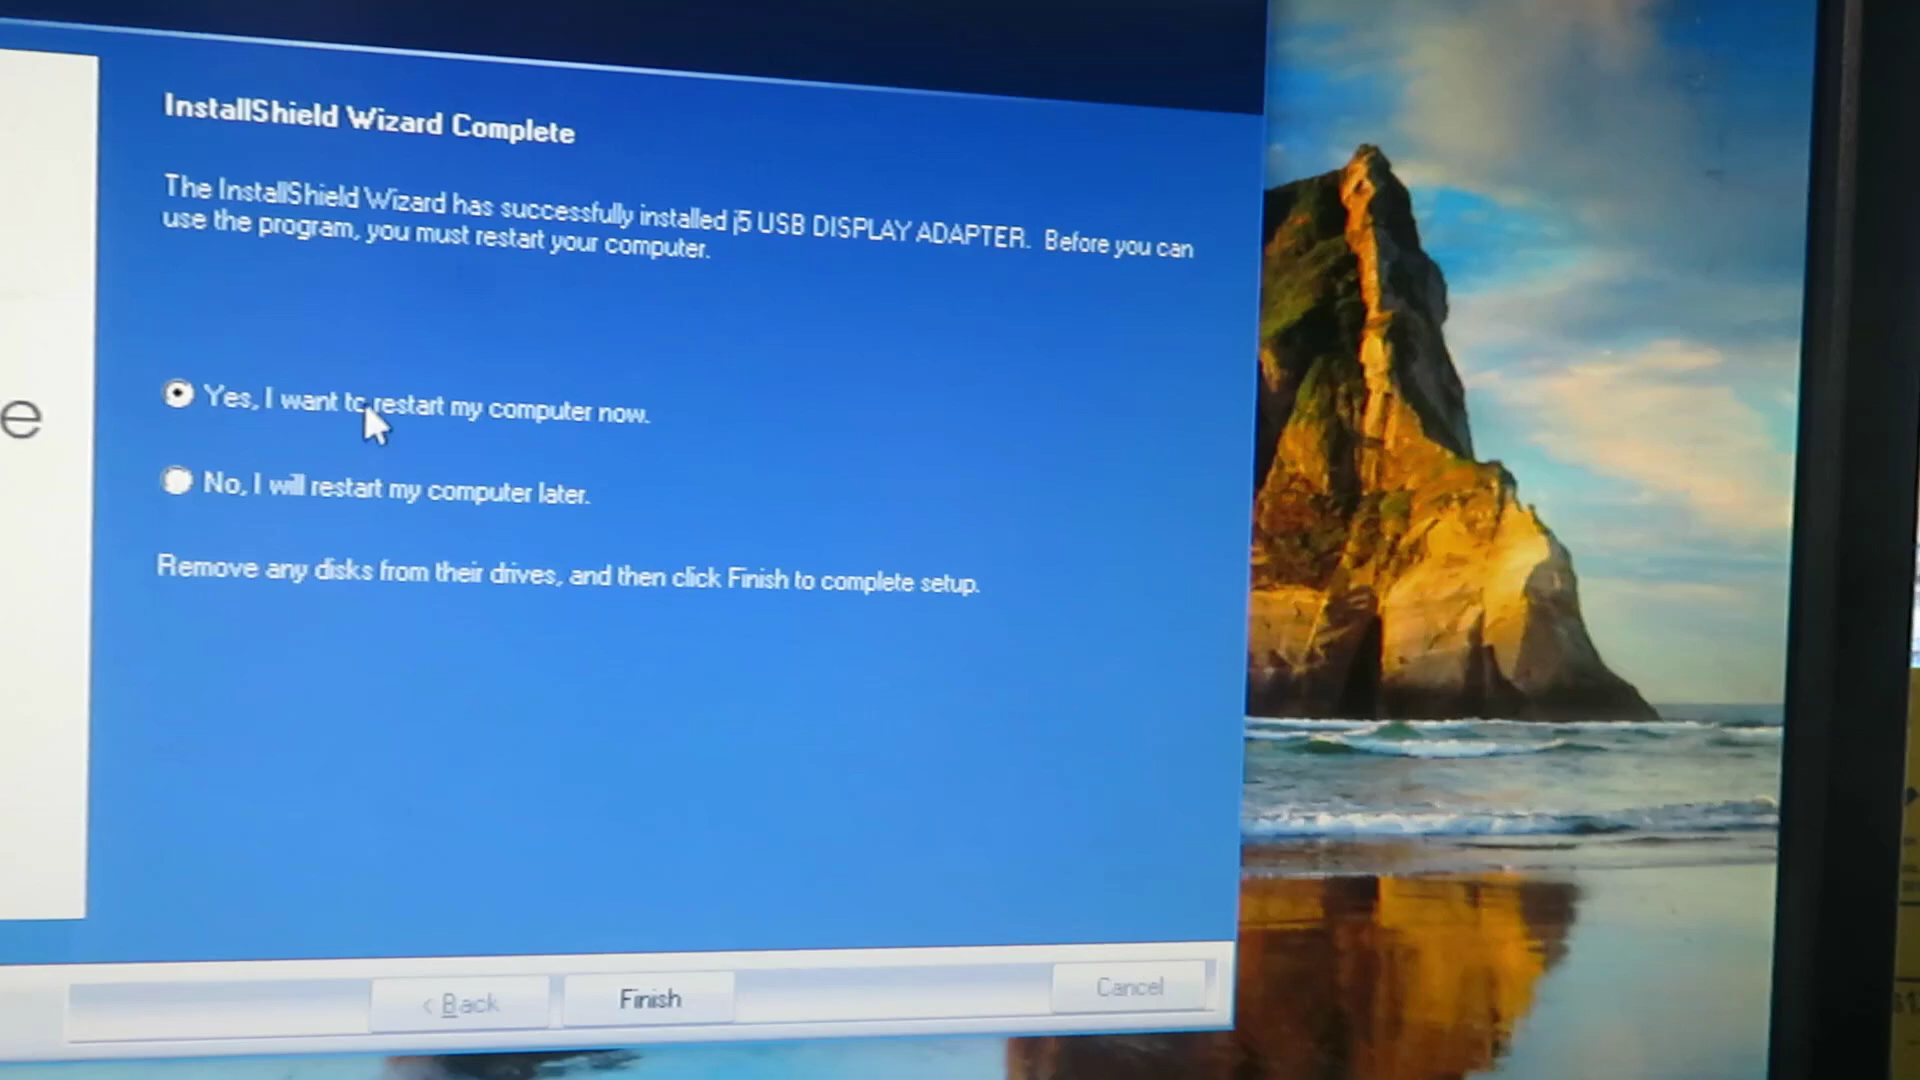 InstallShield Wizard Complete
The InstallShield Wizard has successfully installed j5 USB DISPLAY ADAPTER. Before you can
use the program, you must restart your computer.
e
Yes, I want to restart my computer now.
No, I will restart my computer later.
Remove any disks from their drives, and then click Finish to complete setup.
< Back
Finish
Cancel